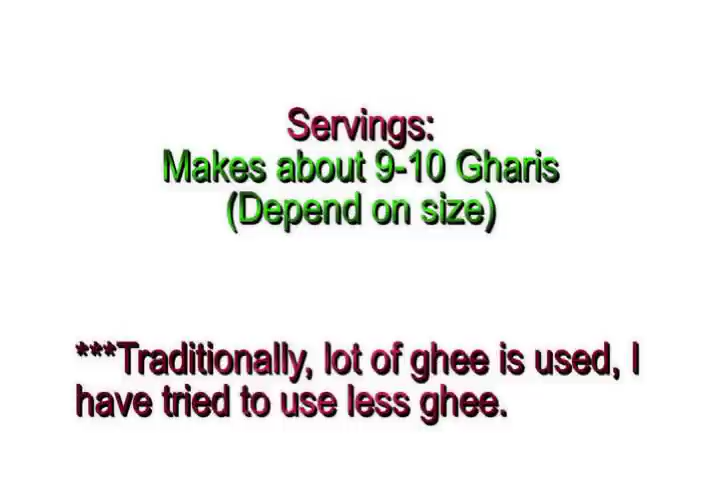 Servings:
Makes about 9-10 Gharis
(Depend on size)
***Traditionally, lot of ghee is used, I
have tried to use less ghee.